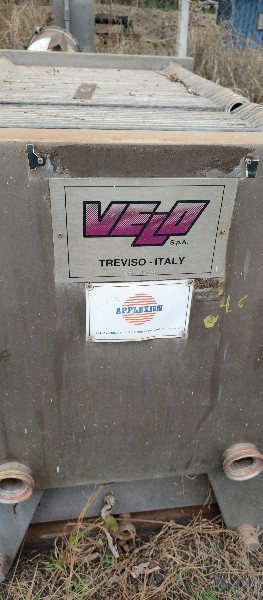 VELO
S.p.A.
TREVISO - ITALY
APPLEXION